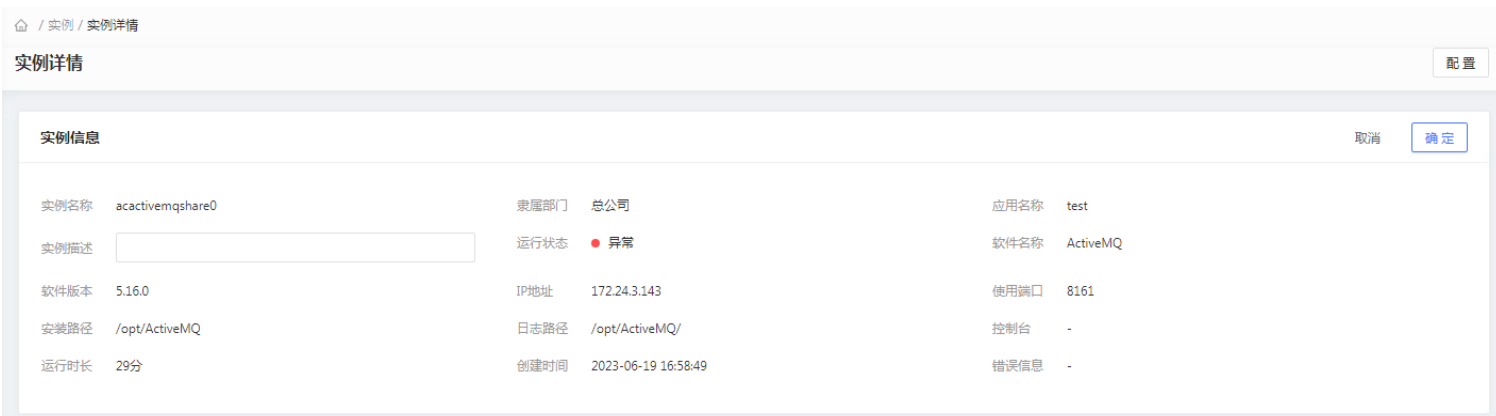 / 实例 / 实例详情
实例详情
配 置
实例信息
取消
确 定
实例名称 acactivemqshare0 隶属部门 总公司 应用名称 test
实例描述 运行状态 异常 软件名称 ActiveMQ
软件版本 5.16.0 IP地址 172.24.3.143 使用端口 8161
安装路径 /opt/ActiveMQ 日志路径 /opt/ActiveMQ/ 控制台 -
运行时长 29分 创建时间 2023-06-19 16:58:49 错误信息 -